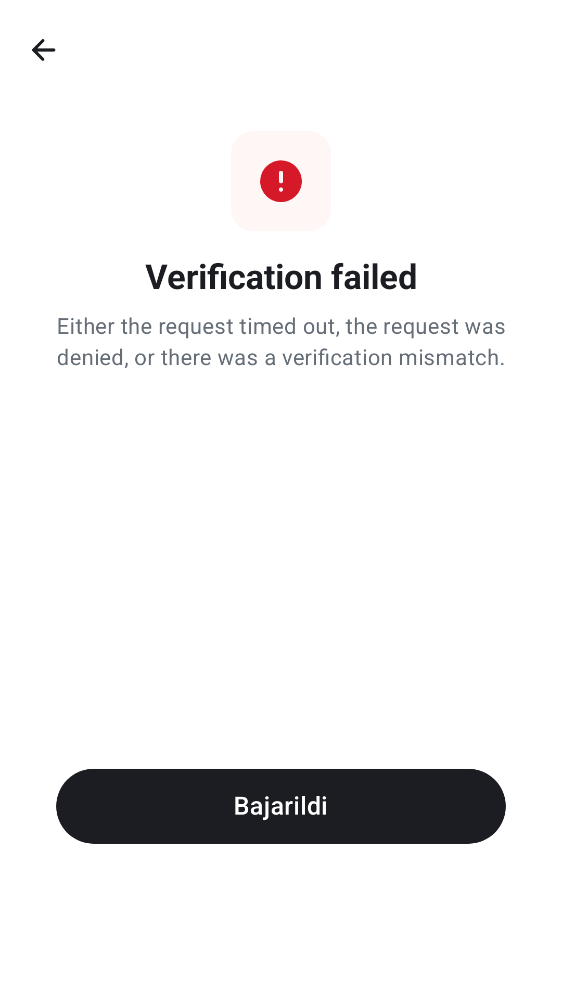 Verification failed
Either the request timed out, the request was
denied, or there was a verification mismatch.
Bajarildi